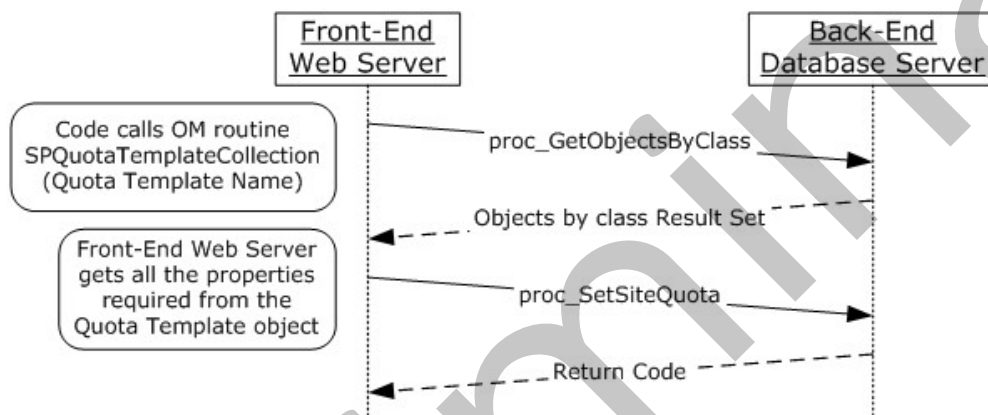 Front-End
Web Server
Back-End
Database Server
Code calls OM routine
SPQuotaTemplateCollection
(Quota Template Name)
proc_GetObjectsByClass
Objects by class Result Set
Front-End Web Server
gets all the properties
required from the
Quota Template object
proc_SetSiteQuota
Return Code